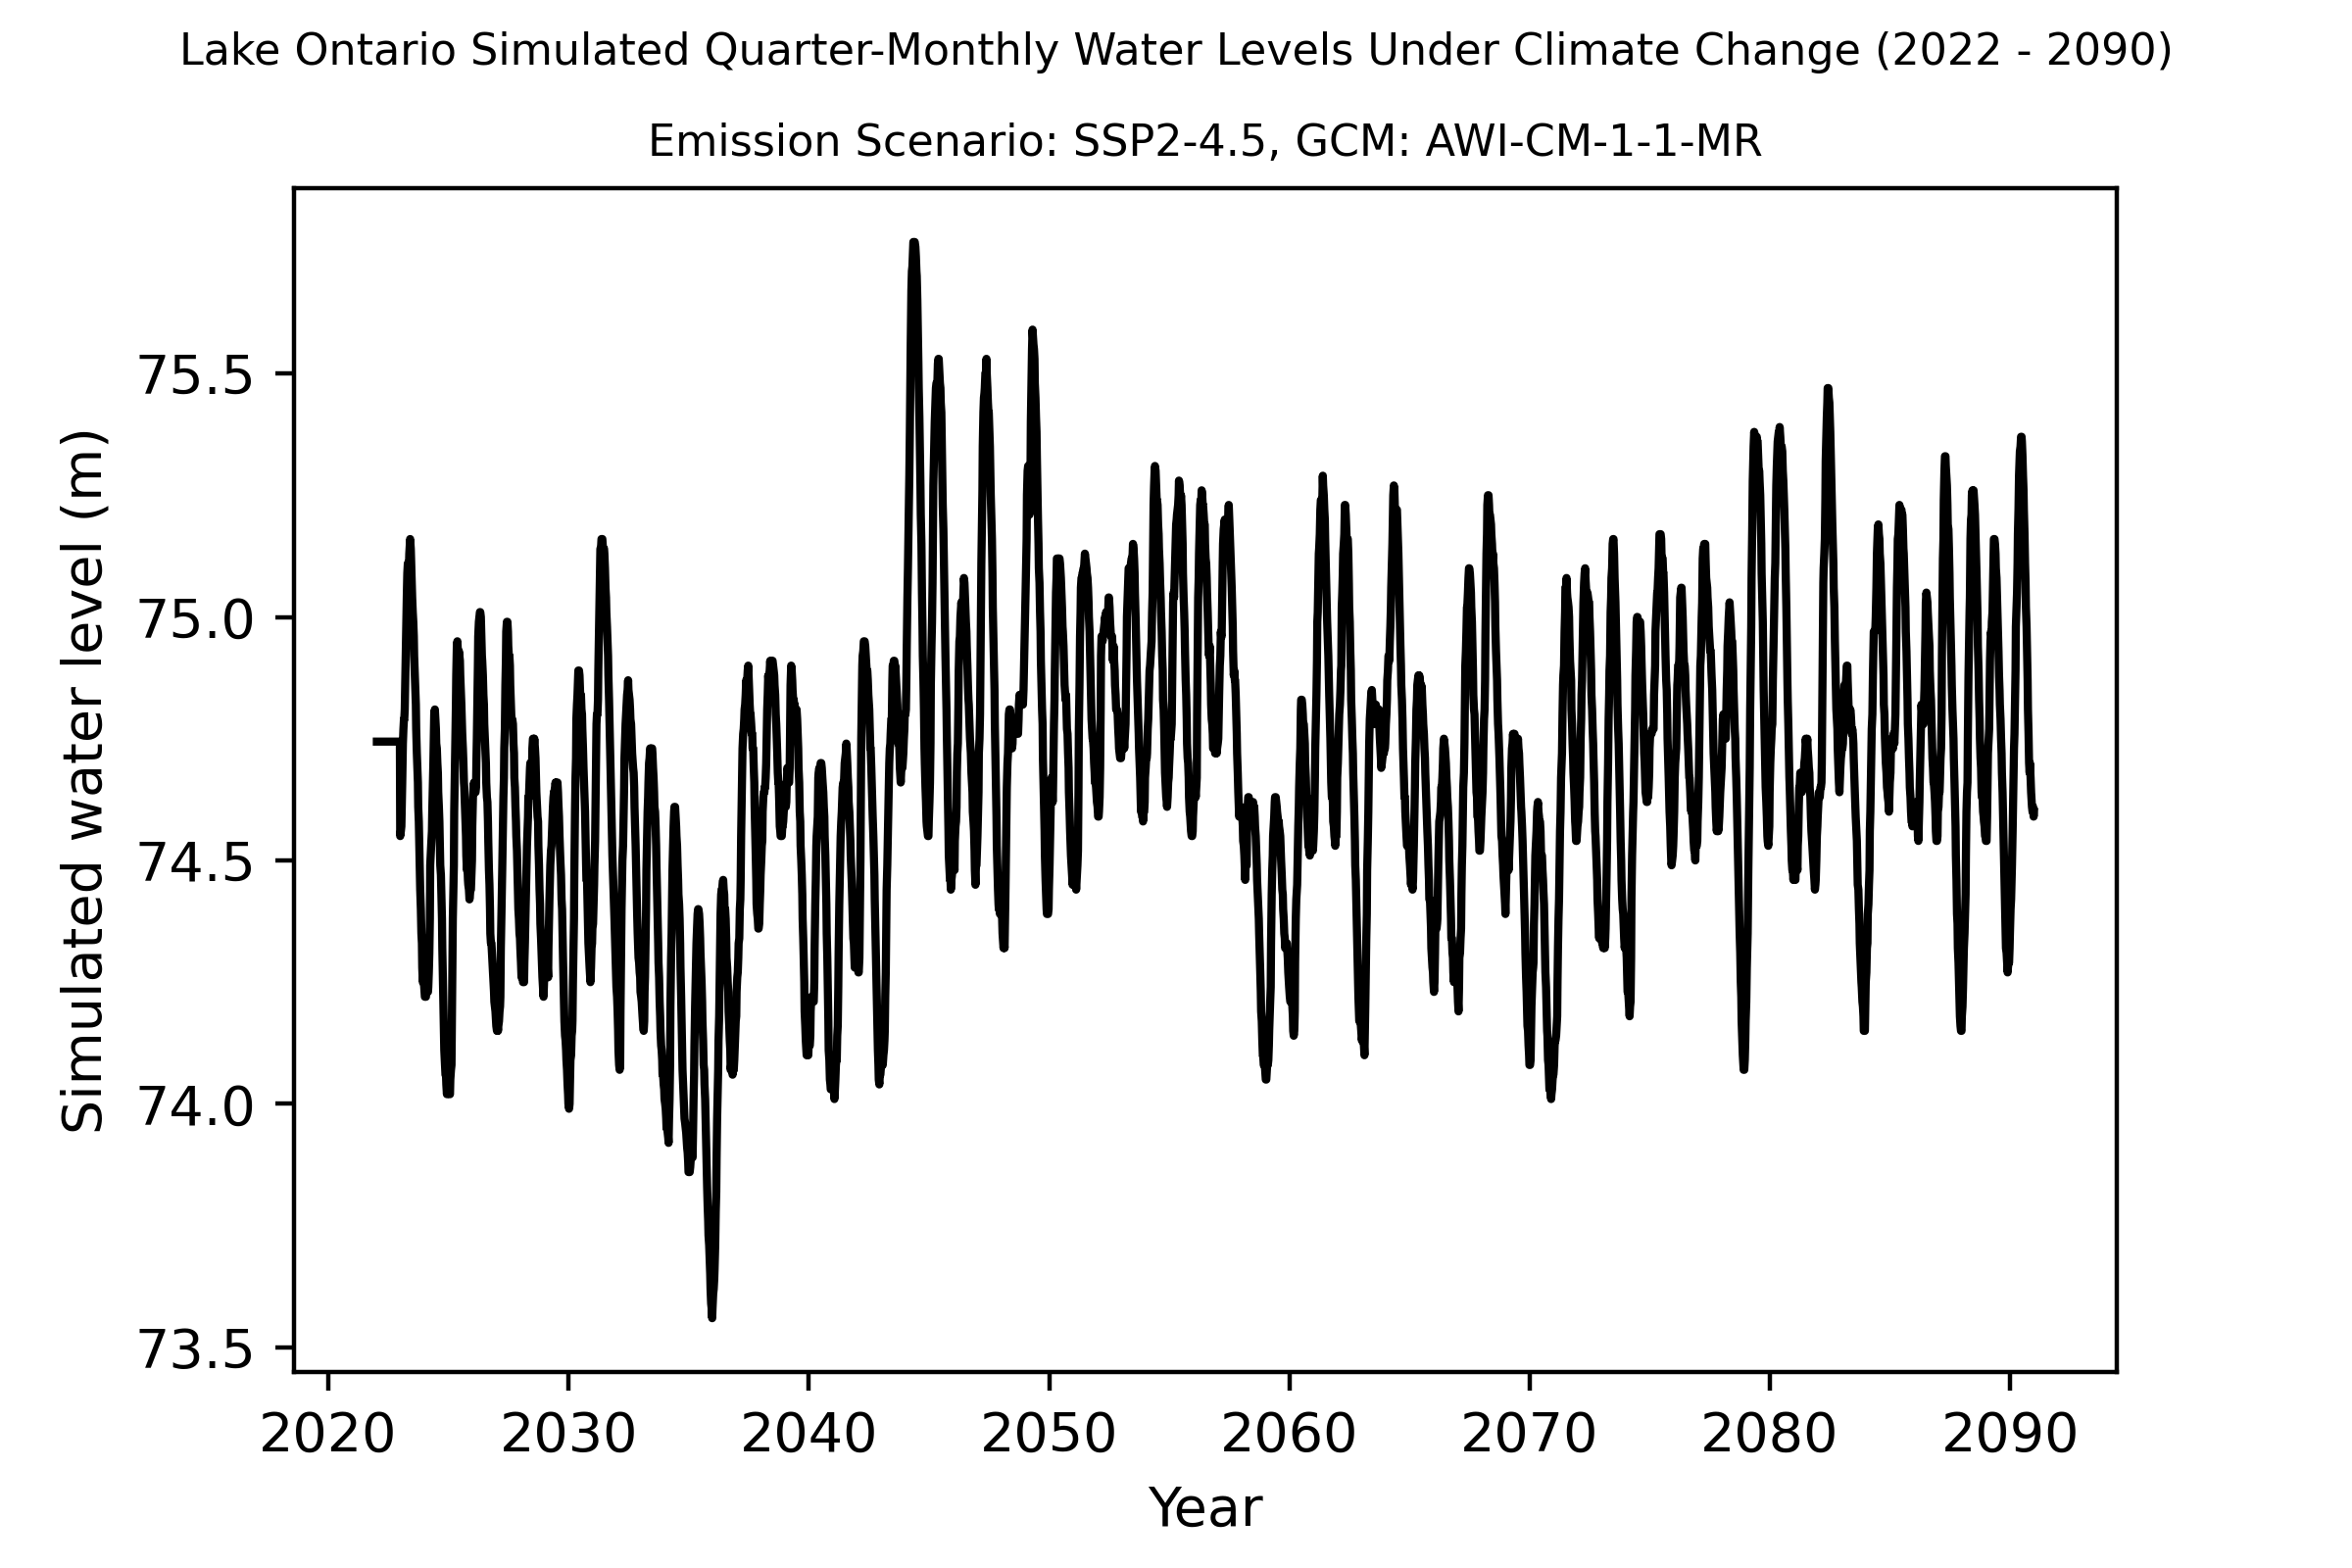 Lake Ontario Simulated Quarter-Monthly Water Levels Under Climate Change (2022 - 2090)
Emission Scenario: SSP2-4.5, GCM: AWI-CM-1-1-MR
Simulated water level (m)
75.5
75.0
74.5
74.0
73.5
2020 2030 2040 2050 2060 2070 2080 2090
Year